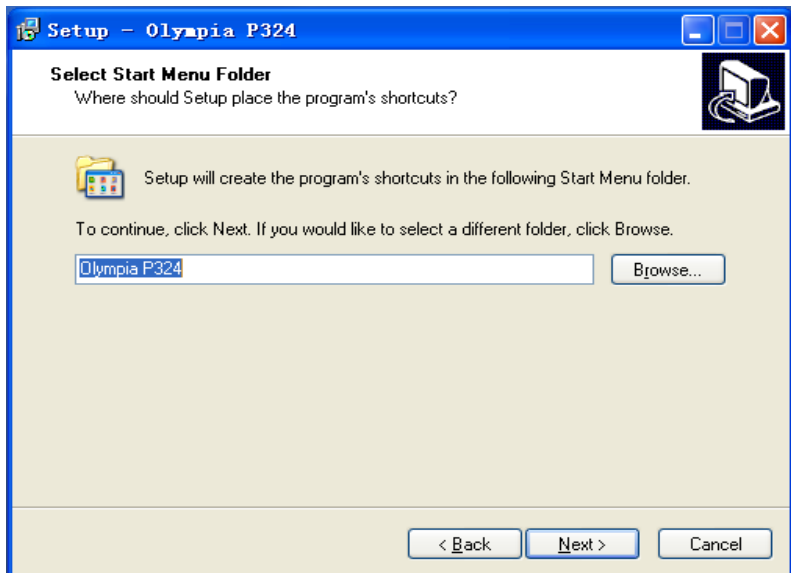 Setup - Olympia P324
Select Start Menu Folder
Where should Setup place the program's shortcuts?
Setup will create the program's shortcuts in the following Start Menu folder.
To continue, click Next. If you would like to select a different folder, click Browse.
Olympia P324
Browse...
< Back
Next >
Cancel